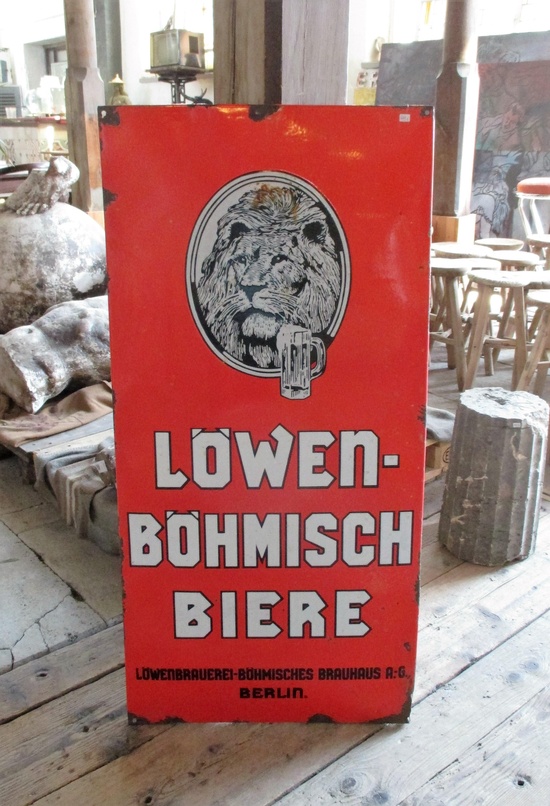 LÖWEN-
BÖHMISCH
BIERE
LÖWENBRAUEREI-BÖHMISCHES BRAUHAUS A.-G.,
BERLIN.